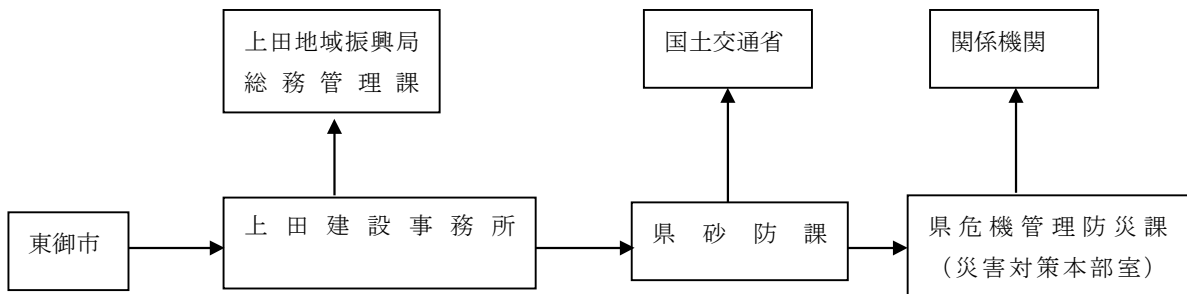 上田地域振興局
総務管理課
国土交通省
関係機関
東御市
上田建設事務所
県砂防課
県危機管理防災課
（災害対策本部室）